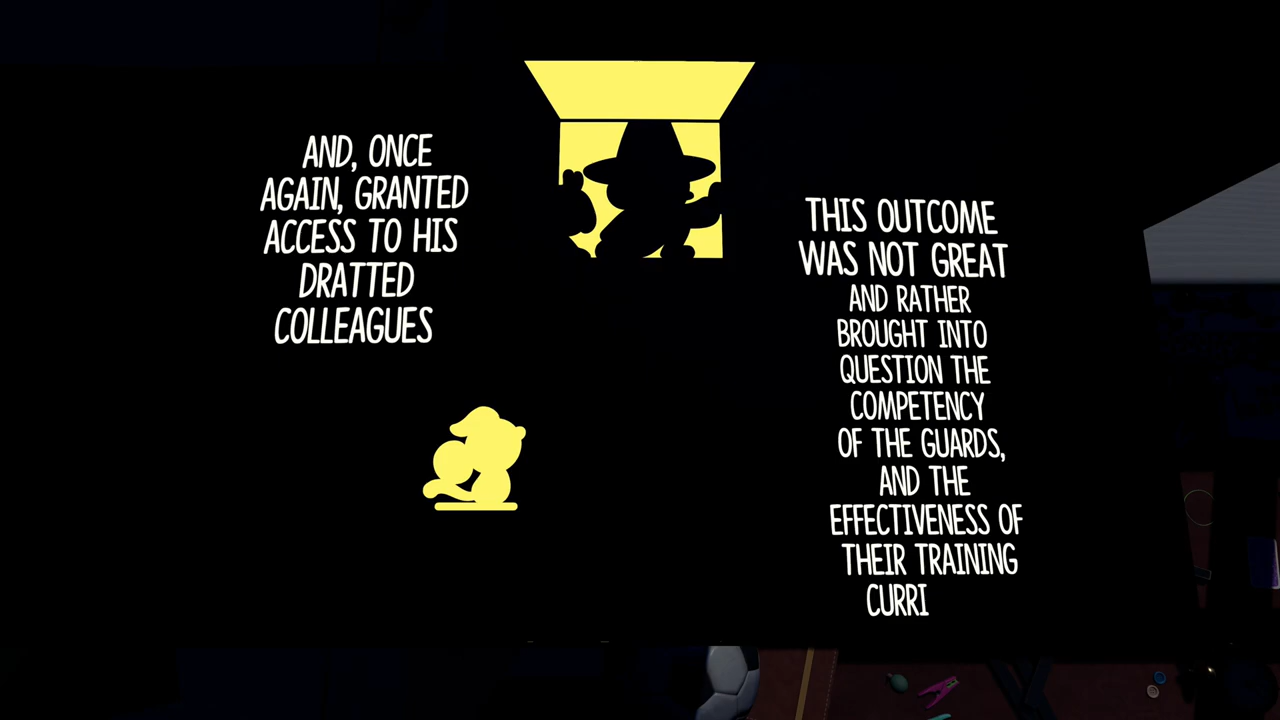 AND, ONCE
AGAIN, GRANTED
ACCESS TO HIS
DRATTED
COLLEAGUES
THIS OUTCOME
WAS NOT GREAT
AND RATHER
BROUGHT INTO
QUESTION THE
COMPETENCY
OF THE GUARDS,
AND THE
EFFECTIVENESS OF
THEIR TRAINING
CURRI